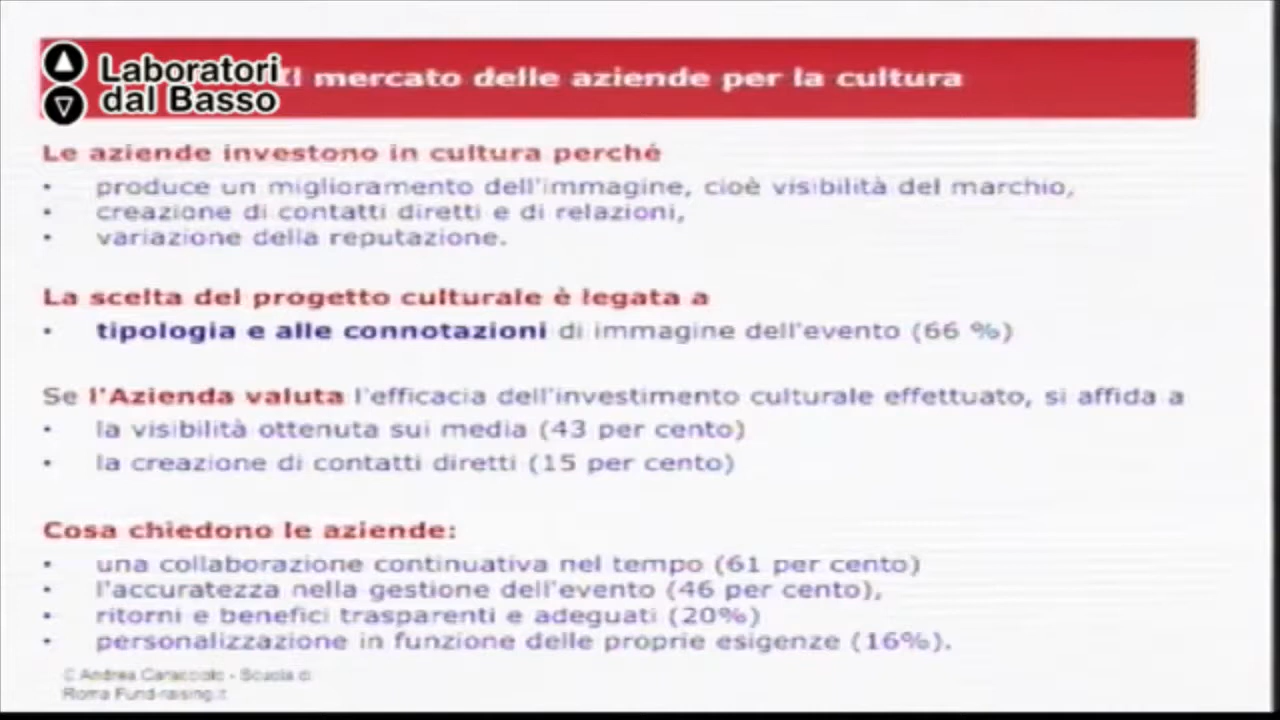 Laboratori
dal Basso
Il mercato delle aziende per la cultura
Le aziende investono in cultura perché
• produce un miglioramento dell'immagine, cioè visibilità del marchio,
• creazione di contatti diretti e di relazioni,
• variazione della reputazione.
La scelta del progetto culturale è legata a
• tipologia e alle connotazioni di immagine dell'evento (66 %)
Se l'Azienda valuta l'efficacia dell'investimento culturale effettuato, si affida a
• la visibilità ottenuta sui media (43 per cento)
• la creazione di contatti diretti (15 per cento)
Cosa chiedono le aziende:
• una collaborazione continuativa nel tempo (61 per cento)
• l'accuratezza nella gestione dell'evento (46 per cento),
• ritorni e benefici trasparenti e adeguati (20%)
• personalizzazione in funzione delle proprie esigenze (16%).
Andrea Caracciolo - Scuola di
Roma Fund-raising.it